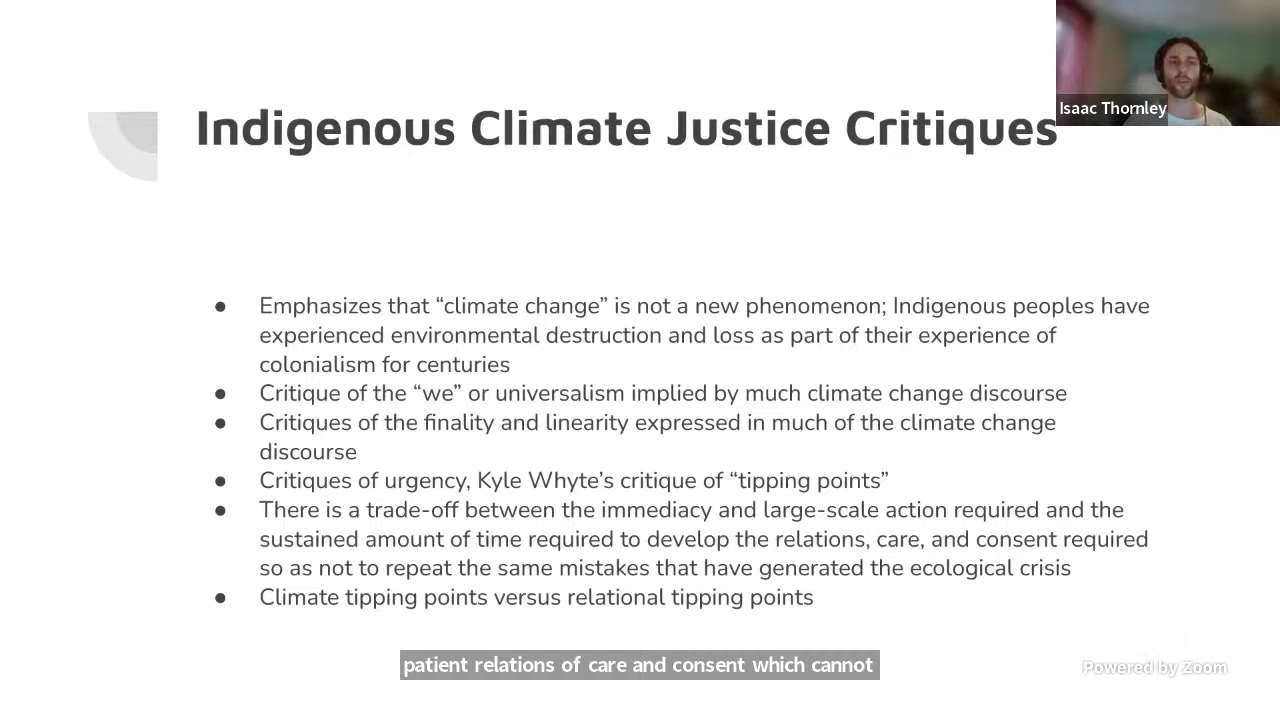 Isaac Thornley
Indigenous Climate Justice Critiques
● Emphasizes that “climate change” is not a new phenomenon; Indigenous peoples have
experienced environmental destruction and loss as part of their experience of
colonialism for centuries
● Critique of the “we” or universalism implied by much climate change discourse
● Critiques of the finality and linearity expressed in much of the climate change
discourse
● Critiques of urgency, Kyle Whyte’s critique of “tipping points”
● There is a trade-off between the immediacy and large-scale action required and the
sustained amount of time required to develop the relations, care, and consent required
so as not to repeat the same mistakes that have generated the ecological crisis
● Climate tipping points versus relational tipping points
patient relations of care and consent which cannot
Powered by Zoom